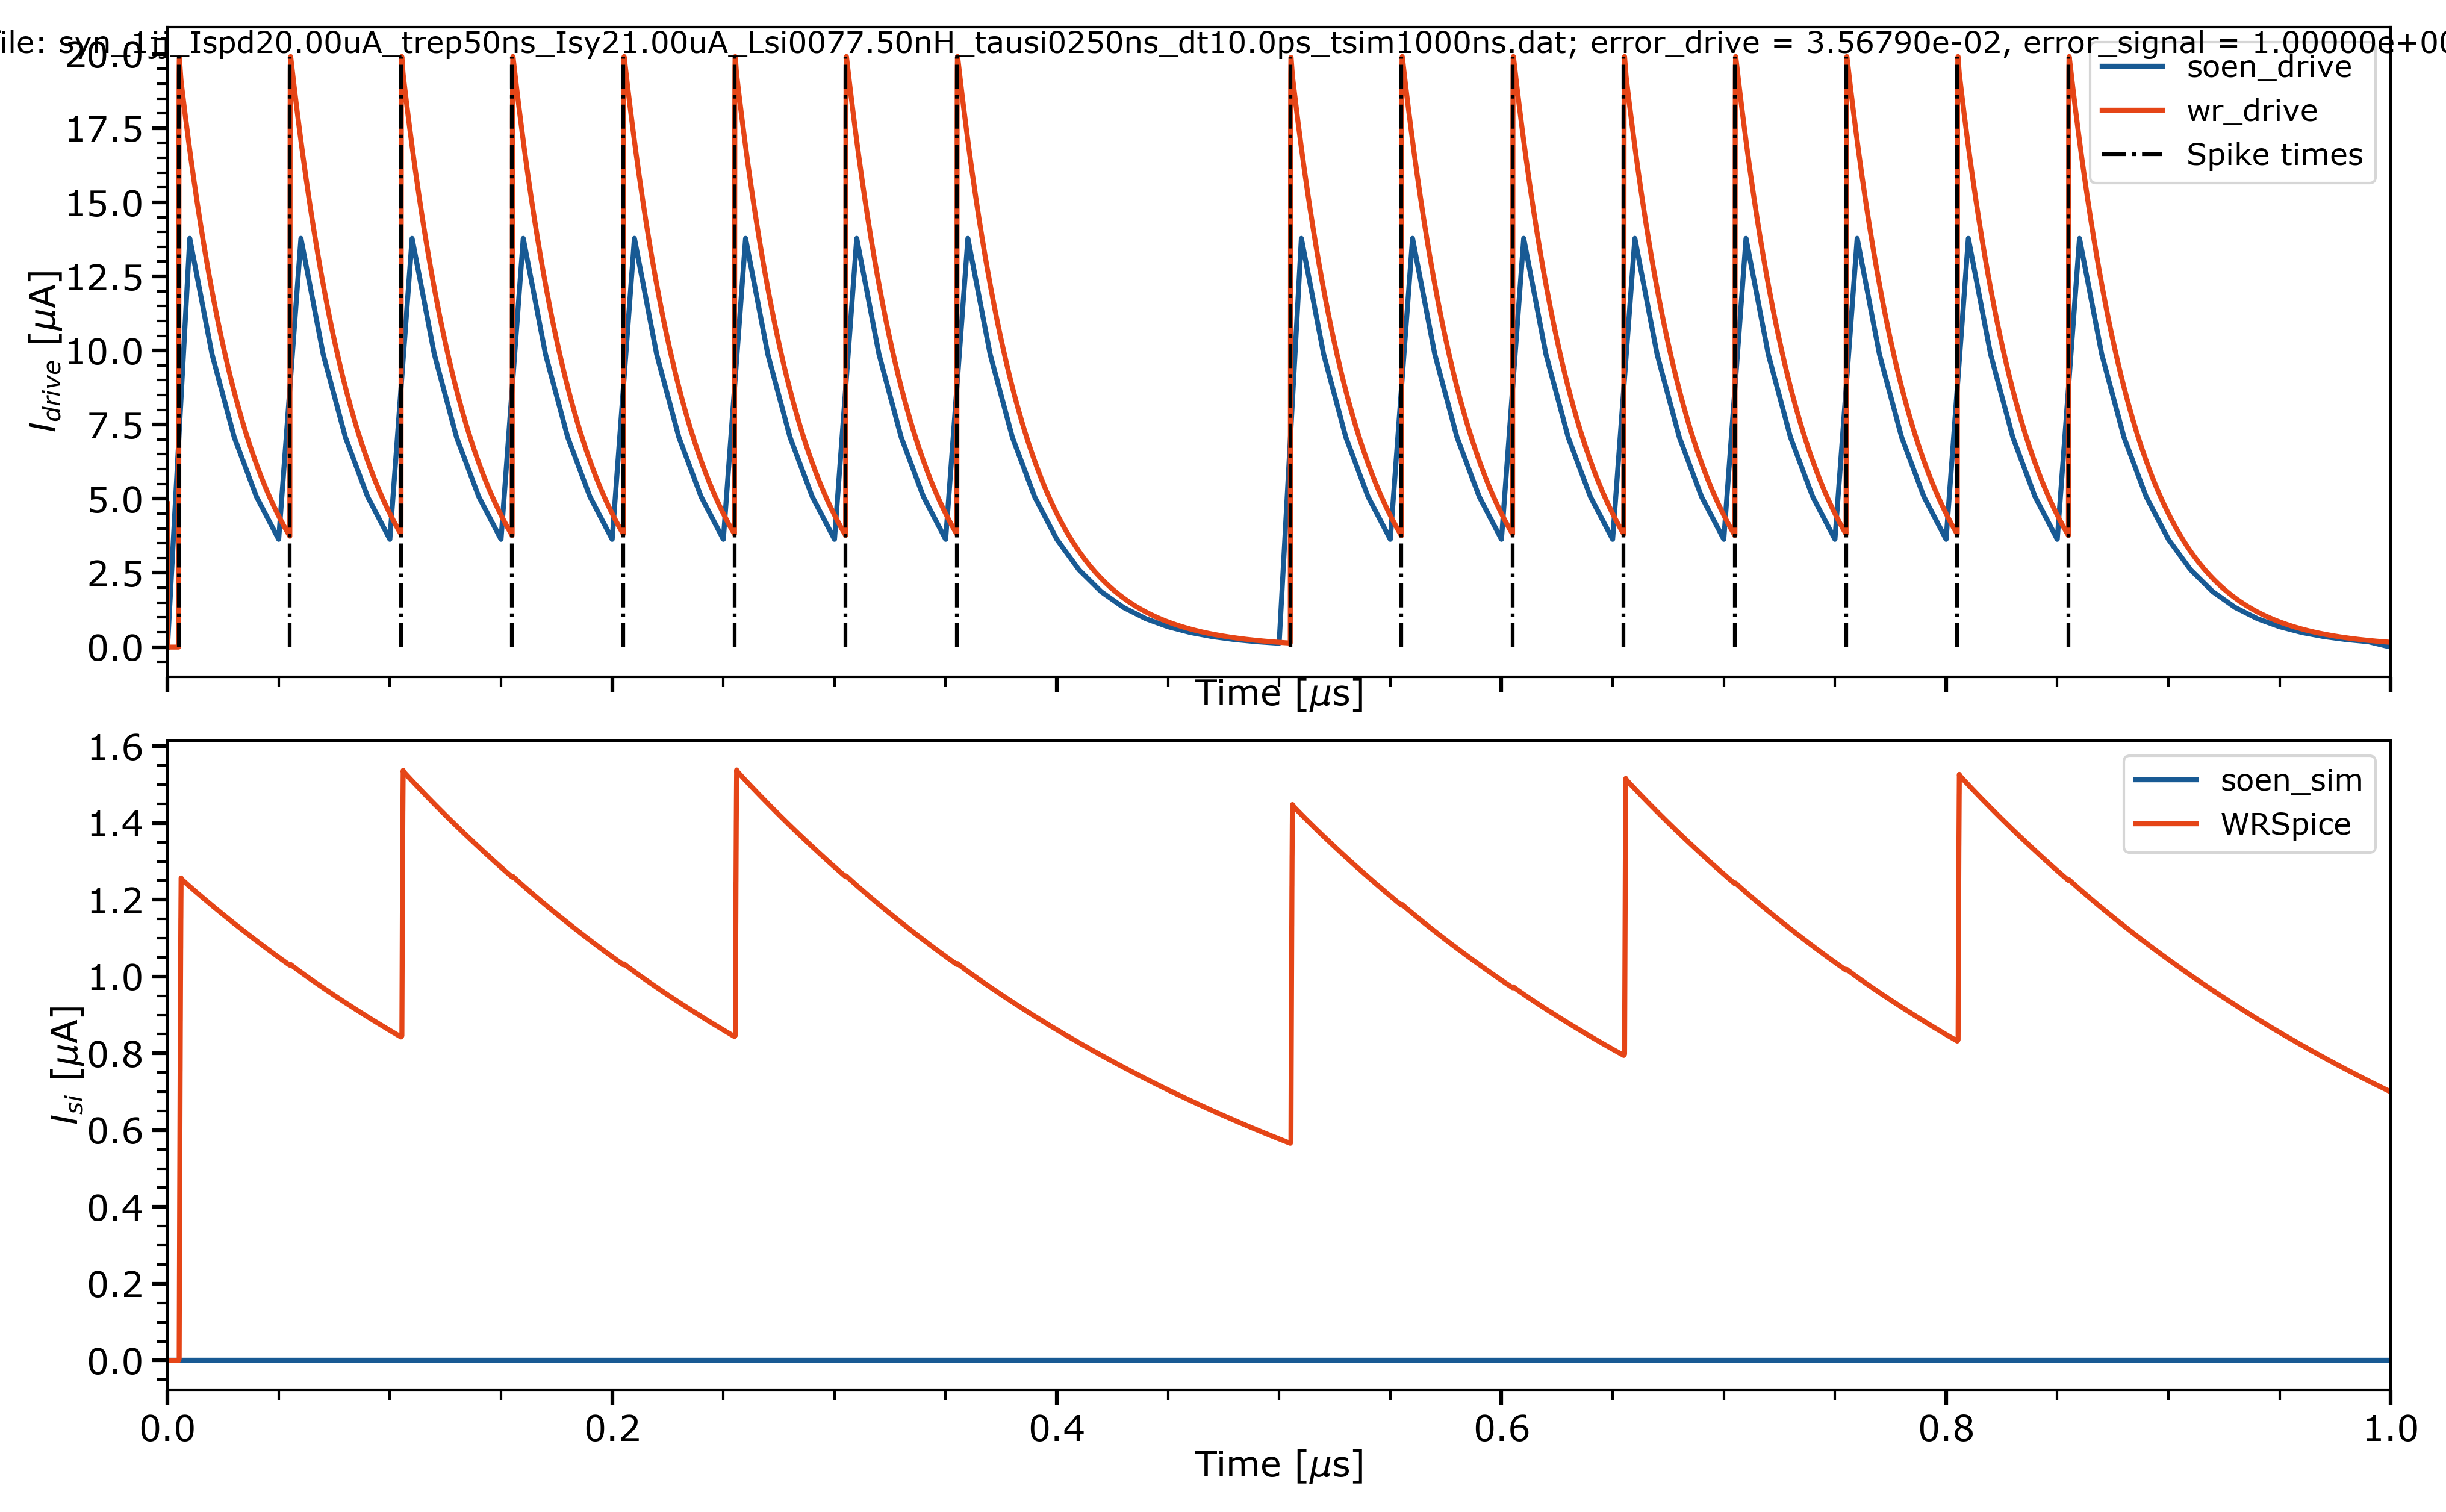 ile: syn_1jj_Ispd20.00uA_trep50ns_Isy21.00uA_Lsi0077.50nH_tausi0250ns_dt10.0ps_tsim1000ns.dat; error_drive = 3.56790e-02, error_signal = 1.00000e+00
20.0
17.5
15.0
12.5
10.0
7.5
5.0
2.5
0.0
I_drive [μA]
soen_drive
wr_drive
Spike times
Time [μs]
1.6
1.4
1.2
1.0
0.8
0.6
0.4
0.2
0.0
I_si [μA]
soen_sim
WRSpice
0.0 0.2 0.4 0.6 0.8 1.0
Time [μs]